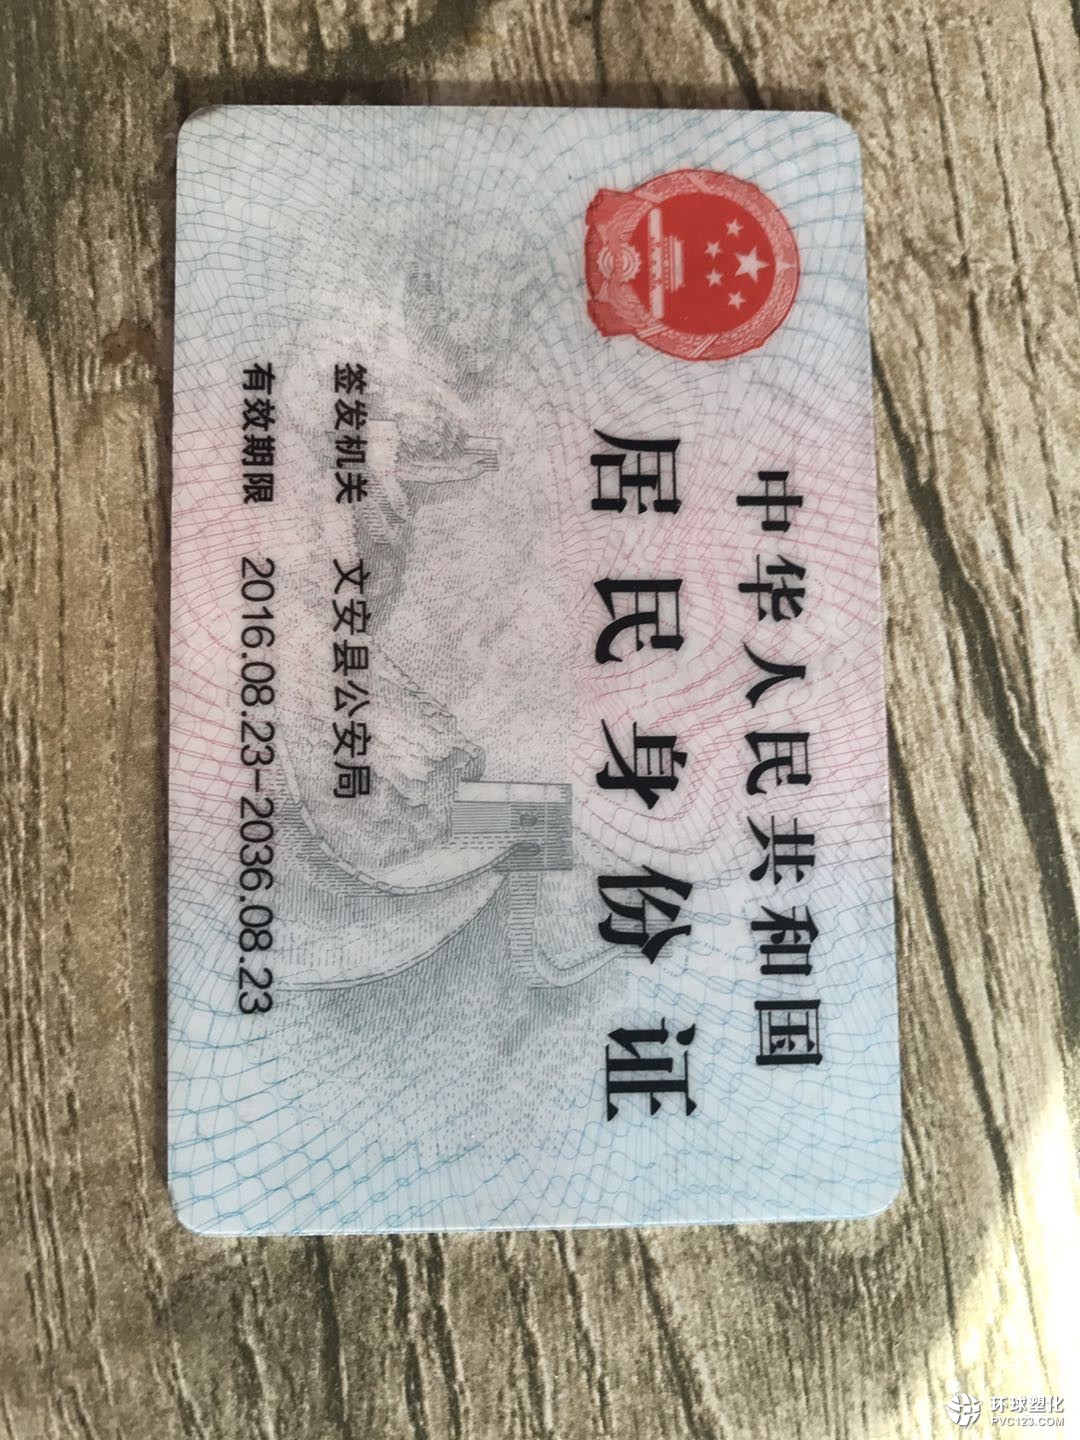 中华人民共和国
居民身份证
签发机关 文安县公安局
有效期限 2016.08.23-2036.08.23
环球塑化
PVC123.COM